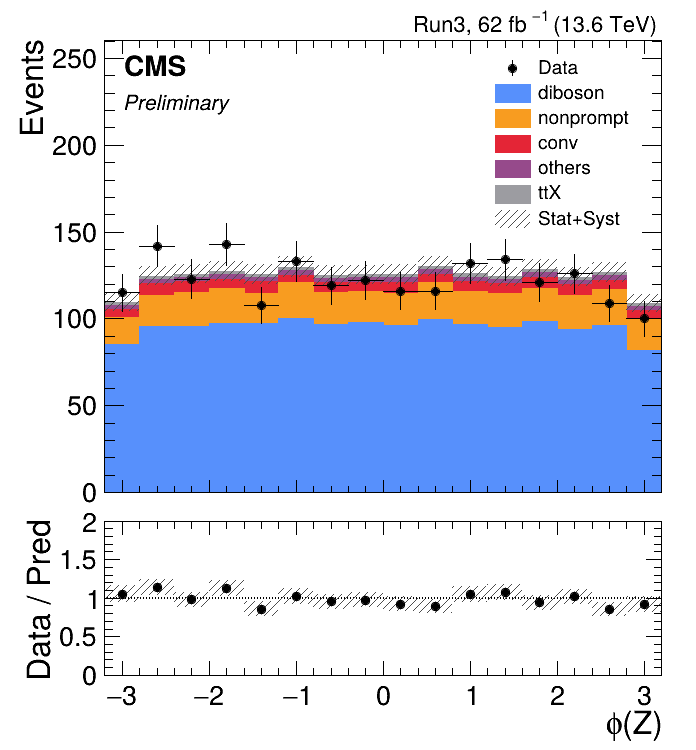 Run3, 62 fb⁻¹ (13.6 TeV)
Events
250
200
150
100
50
0
CMS
Preliminary
Data
diboson
nonprompt
conv
others
ttX
Stat+Syst
Data / Pred
2
1.5
1
0.5
0
−3 −2 −1 0 1 2 3
ϕ(Z)